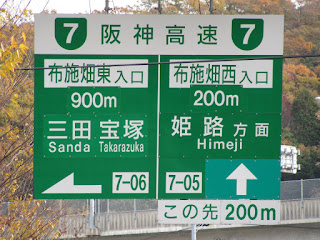 7 阪神高速 7
布施畑東入口
900m
三田 宝塚
Sanda Takarazuka
7-06
布施畑西入口
200m
姫路方面
Himeji
7-05
この先 200m